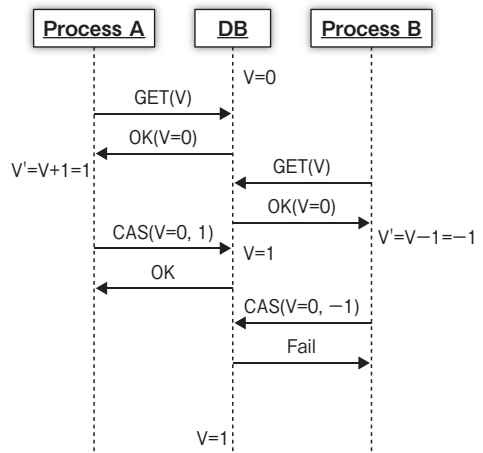 Process A DB Process B
V=0
GET(V)
OK(V=0)
V'=V+1=1
GET(V)
OK(V=0)
V'=V−1=−1
CAS(V=0, 1)
V=1
OK
CAS(V=0, −1)
Fail
V=1